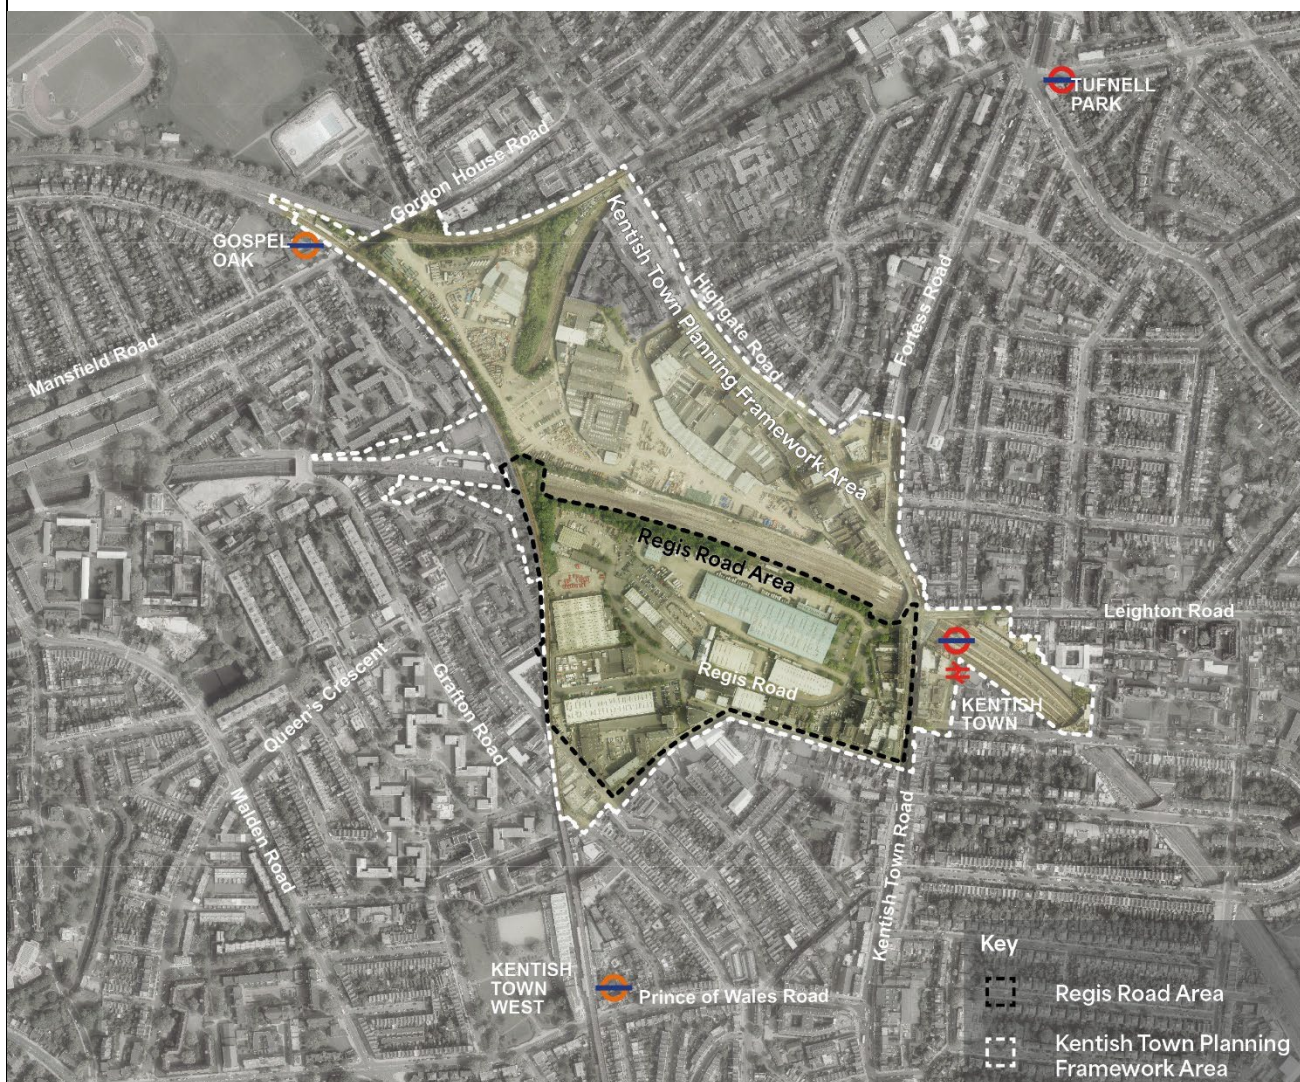 TUFNELL
PARK
Gordon House Road
GOSPEL
OAK
Kentish Town Planning Framework Area
Highgate Road
Fortess Road
Mansfield Road
Regis Road Area
Leighton Road
Regis Road
KENTISH
TOWN
Queen's Crescent
Grafton Road
Malden Road
Kentish Town Road
KENTISH
TOWN
WEST
Prince of Wales Road
Key
Regis Road Area
Kentish Town Planning
Framework Area